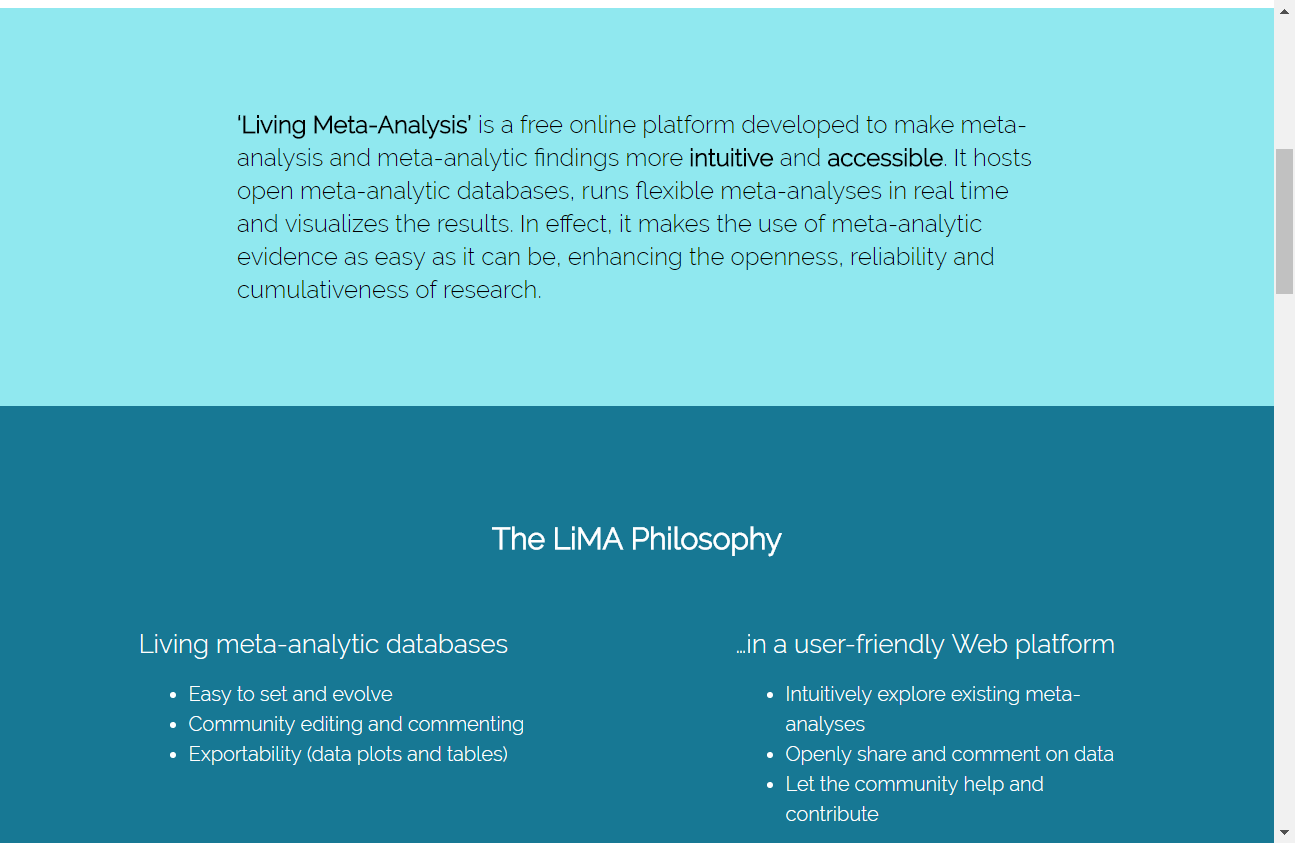 'Living Meta-Analysis' is a free online platform developed to make meta-
analysis and meta-analytic findings more intuitive and accessible. It hosts
open meta-analytic databases, runs flexible meta-analyses in real time
and visualizes the results. In effect, it makes the use of meta-analytic
evidence as easy as it can be, enhancing the openness, reliability and
cumulativeness of research.
The LiMA Philosophy
Living meta-analytic databases
• Easy to set and evolve
• Community editing and commenting
• Exportability (data plots and tables)
...in a user-friendly Web platform
• Intuitively explore existing meta-
analyses
• Openly share and comment on data
• Let the community help and
contribute